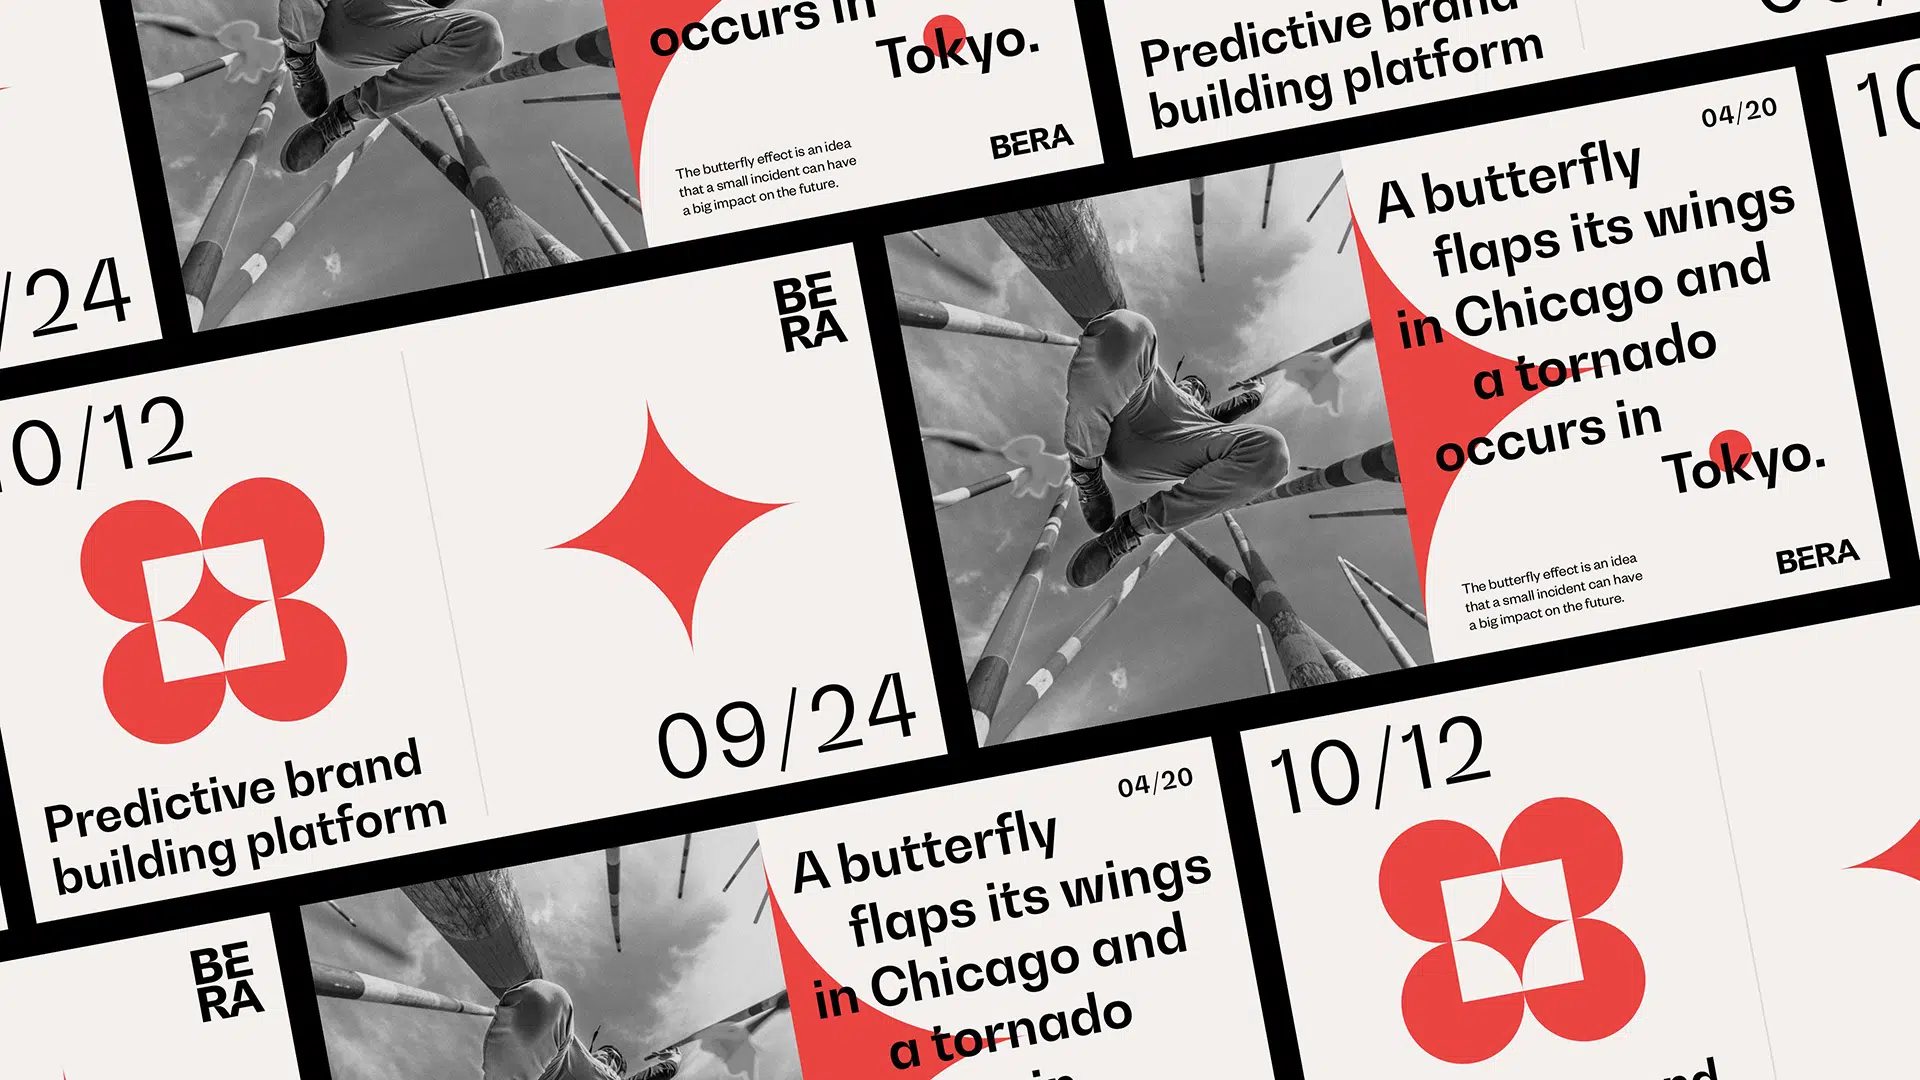 occurs in
Tokyo.
The butterfly effect is an idea
that a small incident can have
a big impact on the future.
BERA
Predictive brand
building platform
/24
10/12
BE
RA
Predictive brand
building platform
09/24
04/20
A butterfly
flaps its wings
in Chicago and
a tornado
occurs in
Tokyo.
The butterfly effect is an idea
that a small incident can have
a big impact on the future.
BERA
10
BE
RA
04/20
A butterfly
flaps its wings
in Chicago and
a tornado
in
10/12
nd